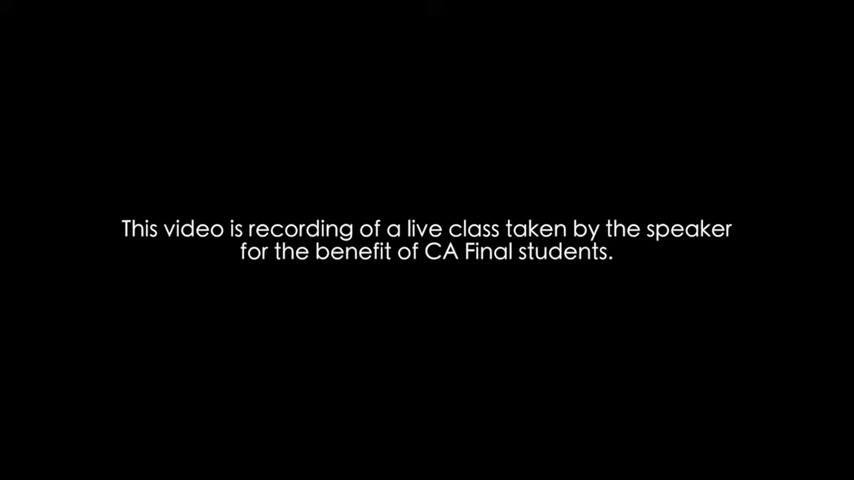 This video is recording of a live class taken by the speaker
for the benefit of CA Final students.